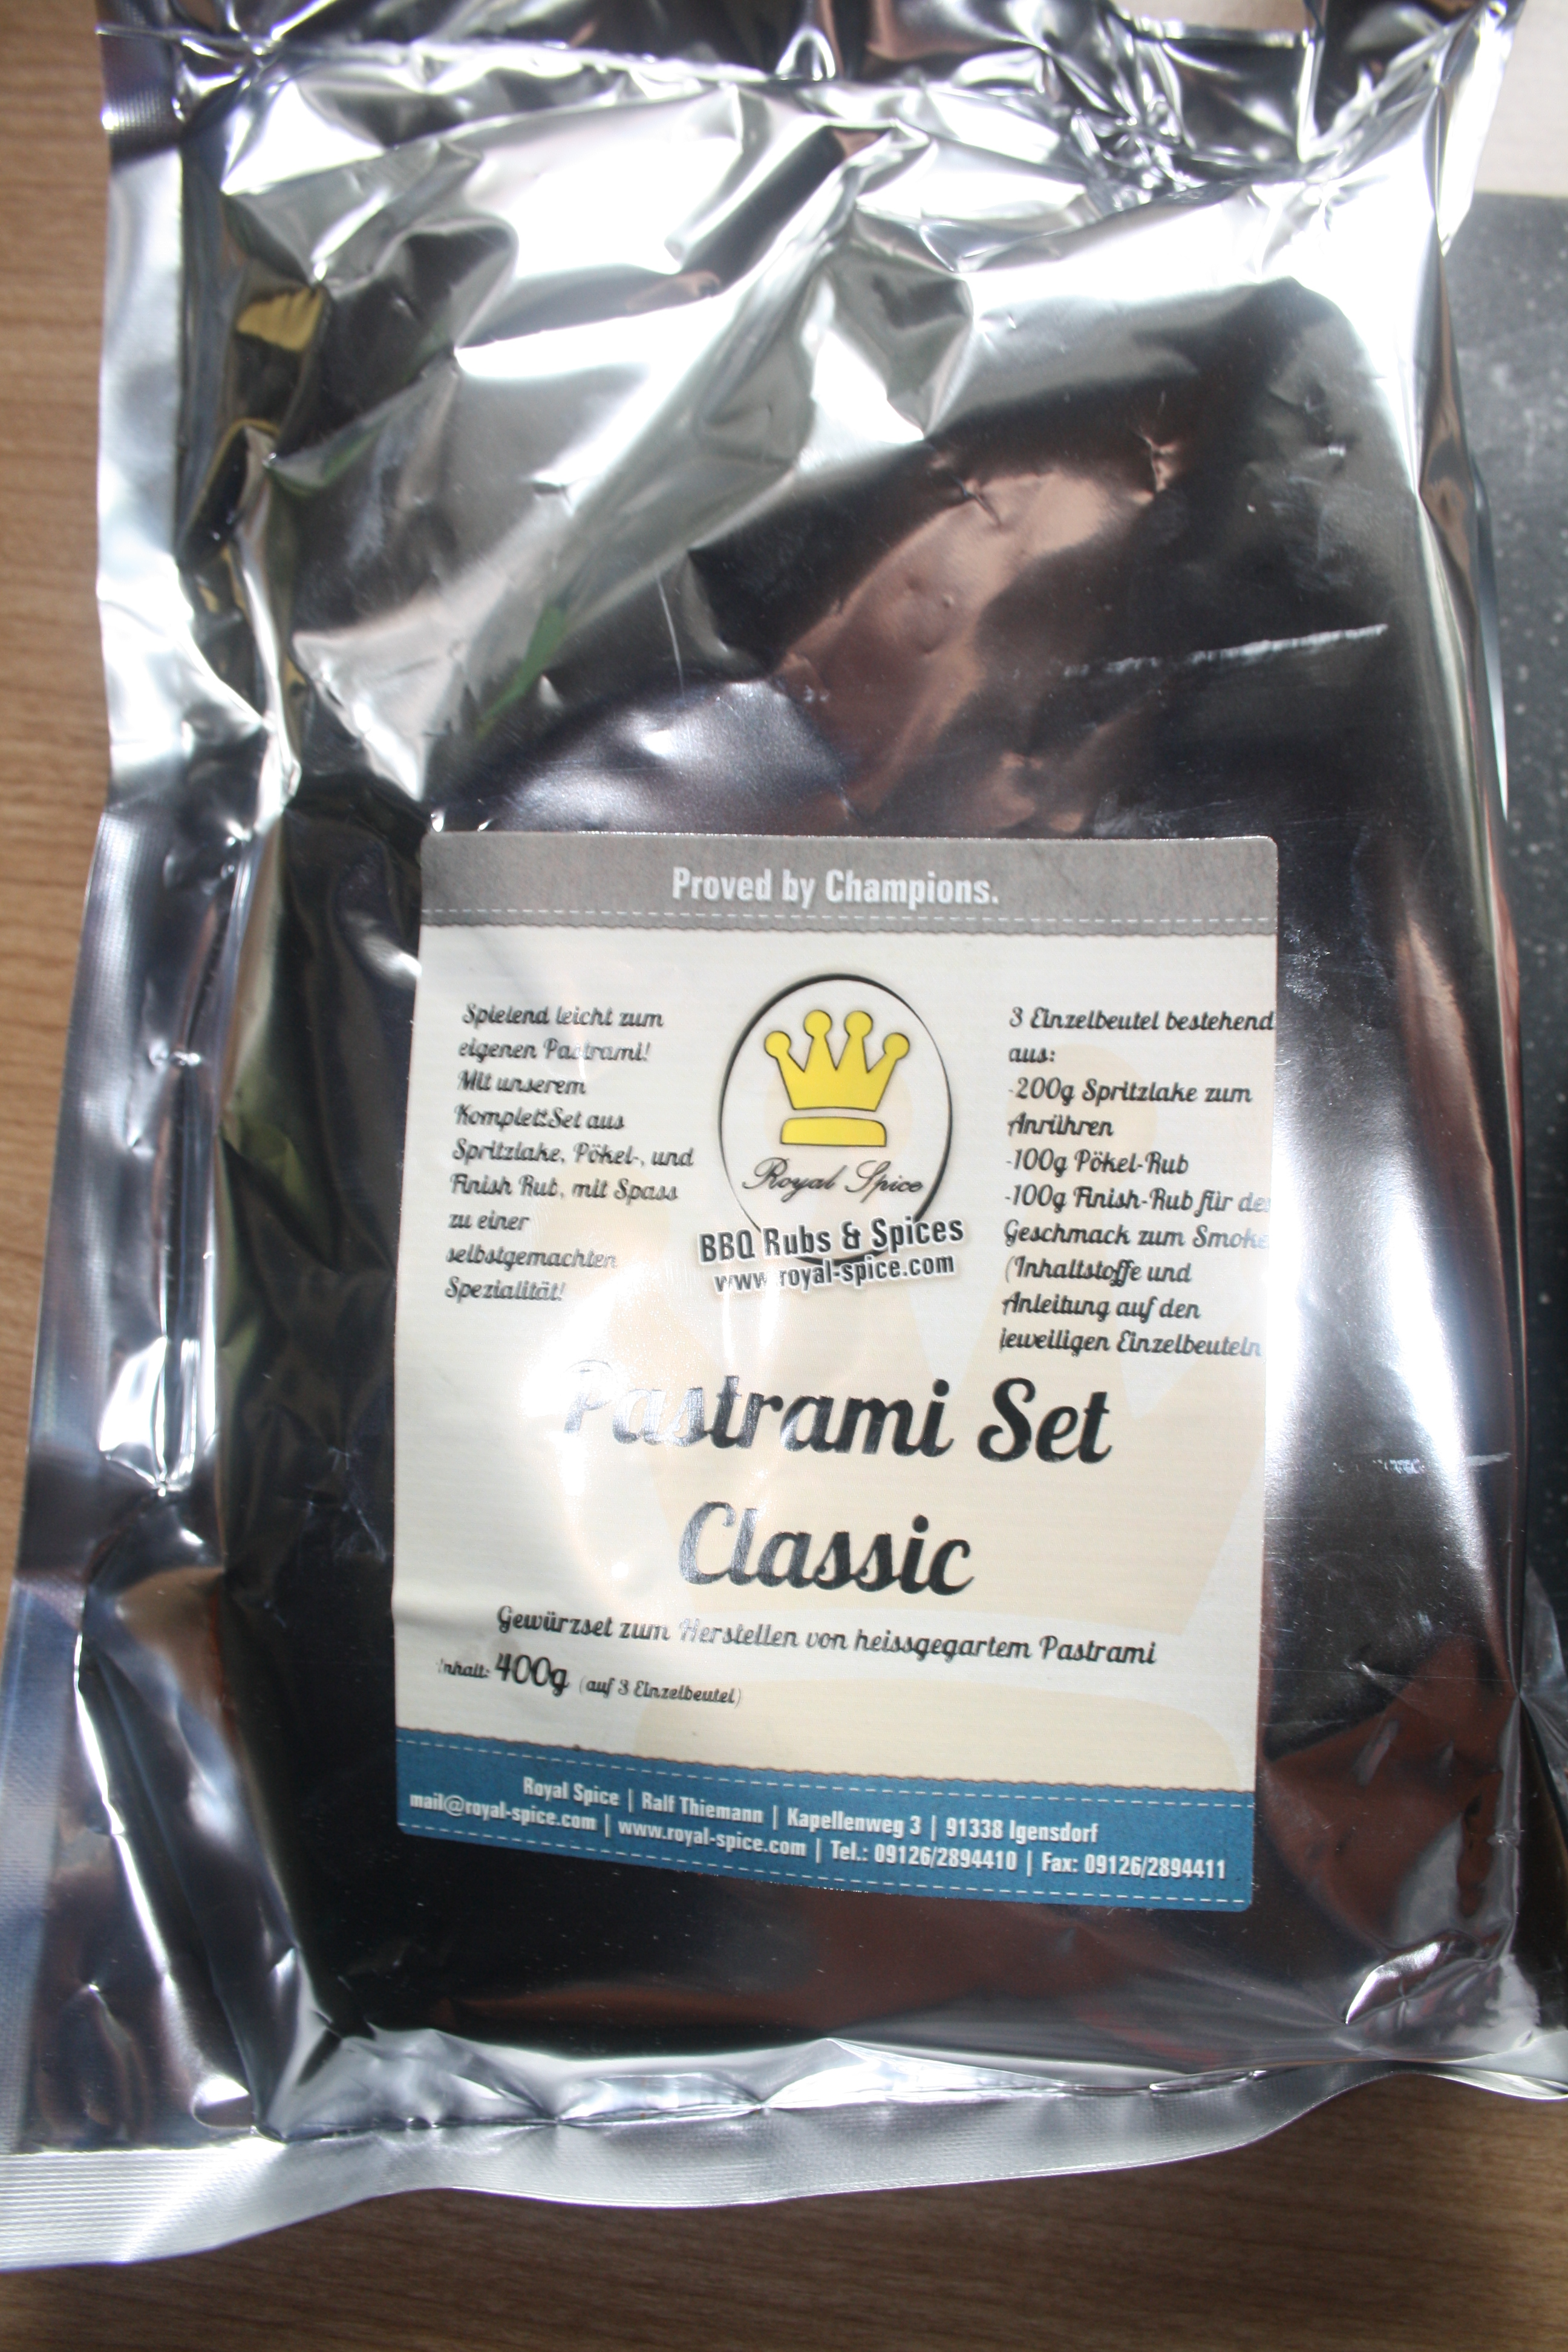 Proved by Champions.
Spielend leicht zum
eigenen Pastrami!
Mit unserem
Komplett-Set aus
Spritzlake, Pökel-, und
Finish Rub, mit Spass
zu einer
selbstgemachten
Spezialität!
Royal Spice
BBQ Rubs & Spices
www.royal-spice.com
3 Einzelbeutel bestehend
aus:
-200g Spritzlake zum
Anrühren
-100g Pökel-Rub
-100g Finish-Rub für
Geschmack zum
(Inhaltstoffe und
Anleitung auf den
jeweiligen Einzelbeuteln
Pastrami Set
Classic
Gewürzset zum Herstellen von heissgegartem Pastrami
Inhalt: 400g (auf 3 Einzelbeutel)
Royal Spice | Ralf Thiemann | Kapellenweg 3 | 91338 Igensdorf
mail@royal-spice.com | www.royal-spice.com | Tel.: 09126/2894410 | Fax: 09126/2894411